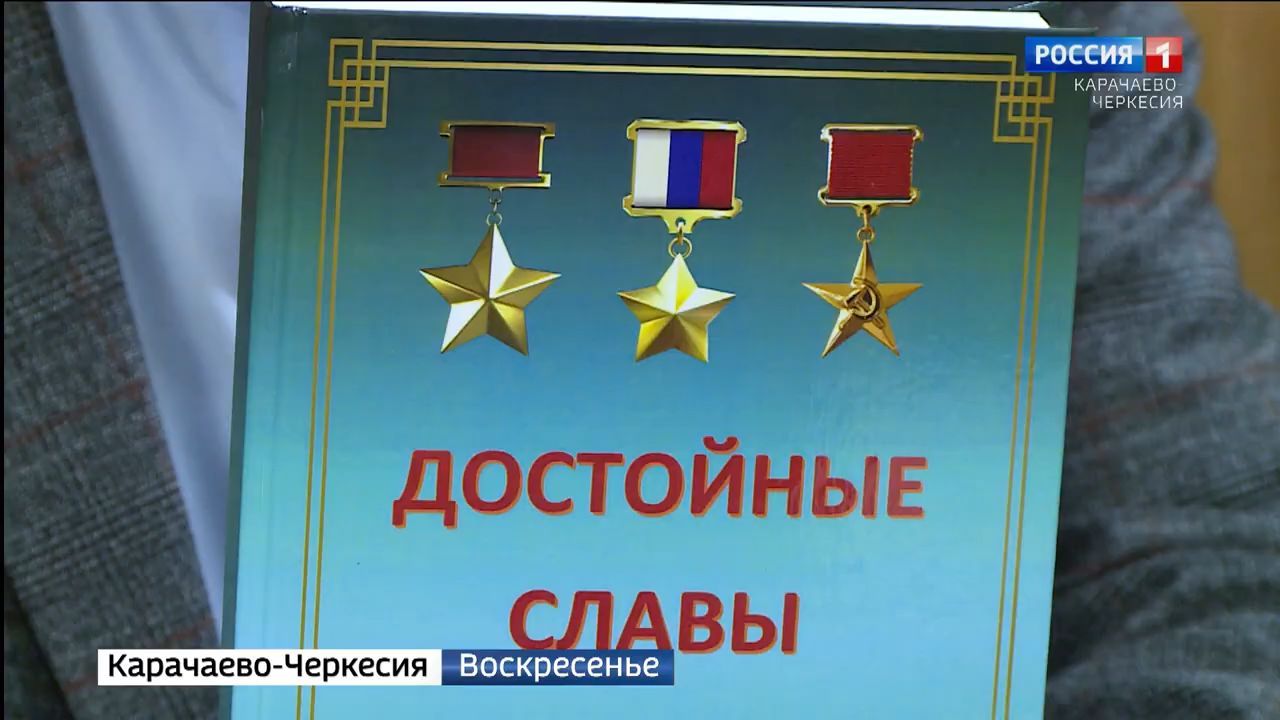 РОССИЯ 1
КАРАЧАЕВО-
ЧЕРКЕСИЯ
ДОСТОЙНЫЕ
СЛАВЫ
Карачаево-Черкесия Воскресенье